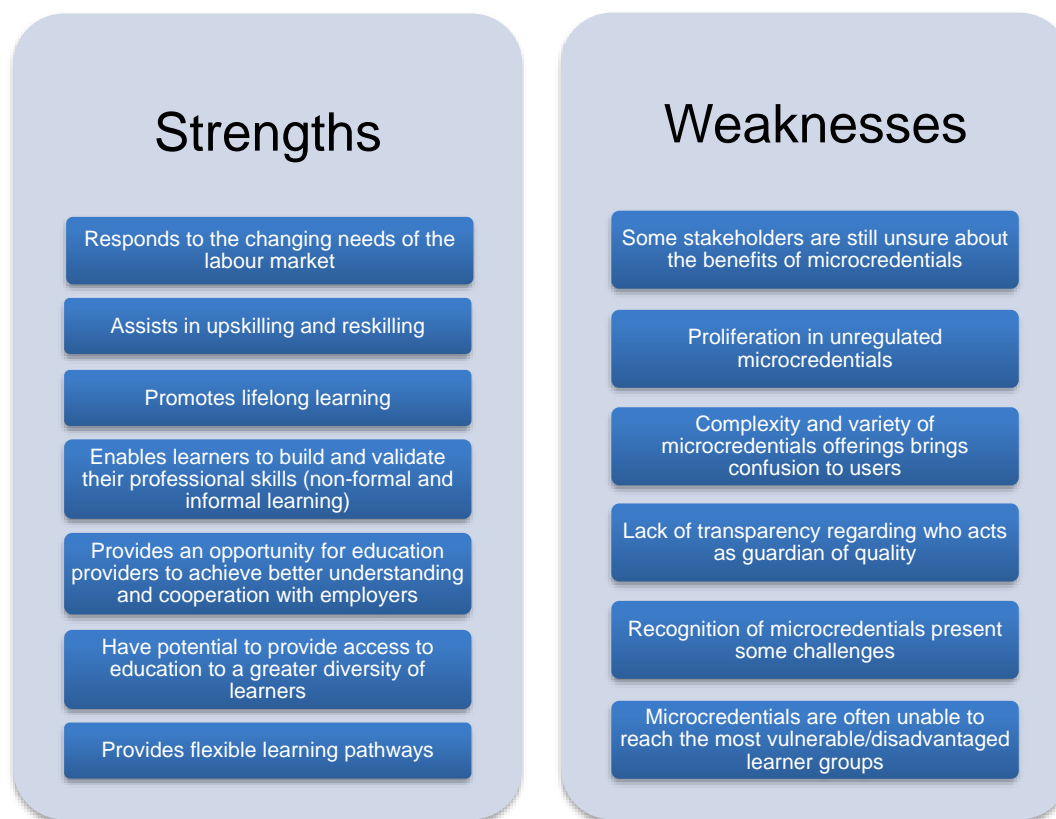 Strengths
Responds to the changing needs of the
labour market
Assists in upskilling and reskilling
Promotes lifelong learning
Enables learners to build and validate
their professional skills (non-formal and
informal learning)
Provides an opportunity for education
providers to achieve better understanding
and cooperation with employers
Have potential to provide access to
education to a greater diversity of
learners
Provides flexible learning pathways
Weaknesses
Some stakeholders are still unsure about
the benefits of microcredentials
Proliferation in unregulated
microcredentials
Complexity and variety of
microcredentials offerings brings
confusion to users
Lack of transparency regarding who acts
as guardian of quality
Recognition of microcredentials present
some challenges
Microcredentials are often unable to
reach the most vulnerable/disadvantaged
learner groups